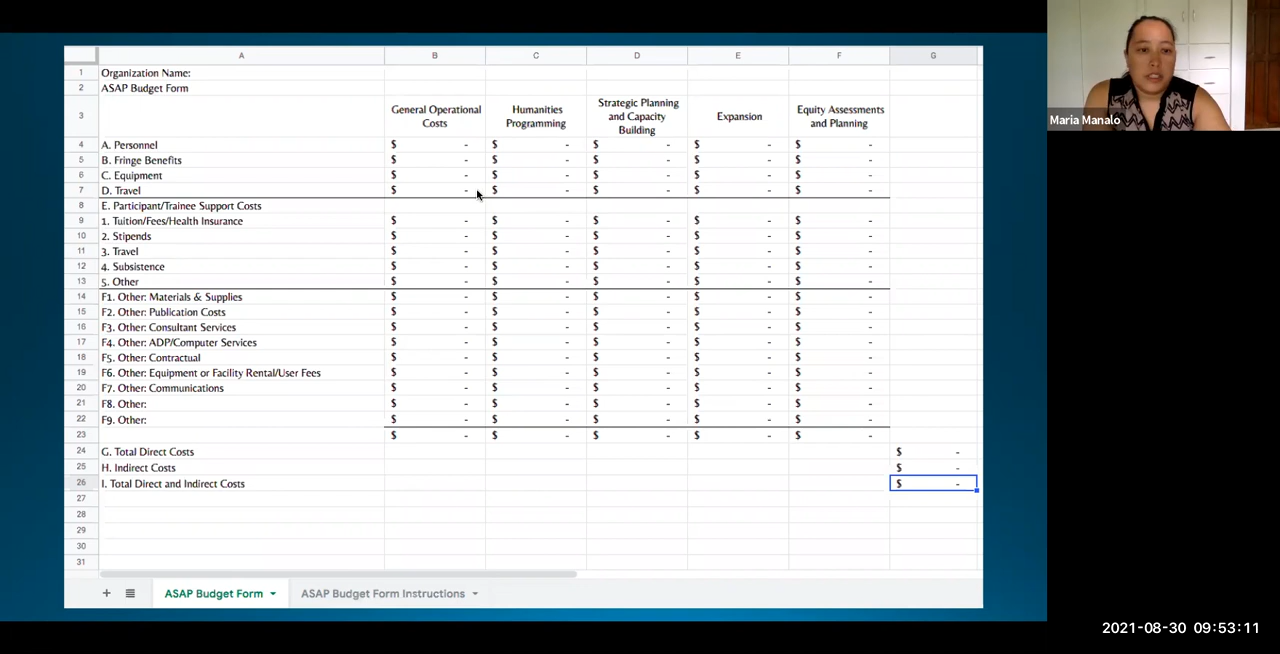 A B C D E F G
1 Organization Name:
2 ASAP Budget Form
3 General Operational Costs Humanities Programming Strategic Planning and Capacity Building Expansion Equity Assessments and Planning
4 A. Personnel $ - $ - $ - $ - $ -
5 B. Fringe Benefits $ - $ - $ - $ - $ -
6 C. Equipment $ - $ - $ - $ - $ -
7 D. Travel $ - $ - $ - $ - $ -
8 E. Participant/Trainee Support Costs
9 1. Tuition/Fees/Health Insurance $ - $ - $ - $ - $ -
10 2. Stipends $ - $ - $ - $ - $ -
11 3. Travel $ - $ - $ - $ - $ -
12 4. Subsistence $ - $ - $ - $ - $ -
13 5. Other $ - $ - $ - $ - $ -
14 F1. Other: Materials & Supplies $ - $ - $ - $ - $ -
15 F2. Other: Publication Costs $ - $ - $ - $ - $ -
16 F3. Other: Consultant Services $ - $ - $ - $ - $ -
17 F4. Other: ADP/Computer Services $ - $ - $ - $ - $ -
18 F5. Other: Contractual $ - $ - $ - $ - $ -
19 F6. Other: Equipment or Facility Rental/User Fees $ - $ - $ - $ - $ -
20 F7. Other: Communications $ - $ - $ - $ - $ -
21 F8. Other: $ - $ - $ - $ - $ -
22 F9. Other: $ - $ - $ - $ - $ -
23 $ - $ - $ - $ - $ -
24 G. Total Direct Costs $ -
25 H. Indirect Costs $ -
26 I. Total Direct and Indirect Costs $ -
27
28
29
30
31
+ ASAP Budget Form ASAP Budget Form Instructions
Maria Manalo
2021-08-30 09:53:11